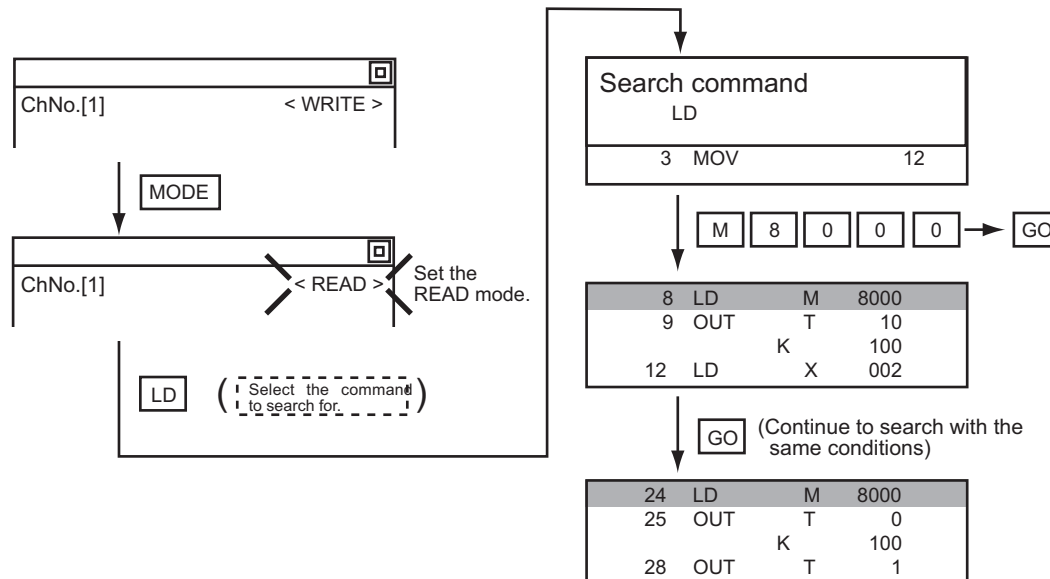 ChNo.[1] < WRITE >
MODE
ChNo.[1] < READ >
Set the
READ mode.
LD
( Select the command
to search for. )
Search command
LD
3 MOV 12
M 8 0 0 0 GO
8 LD M 8000
9 OUT T 10
K 100
12 LD X 002
GO
(Continue to search with the
same conditions)
24 LD M 8000
25 OUT T 0
K 100
28 OUT T 1